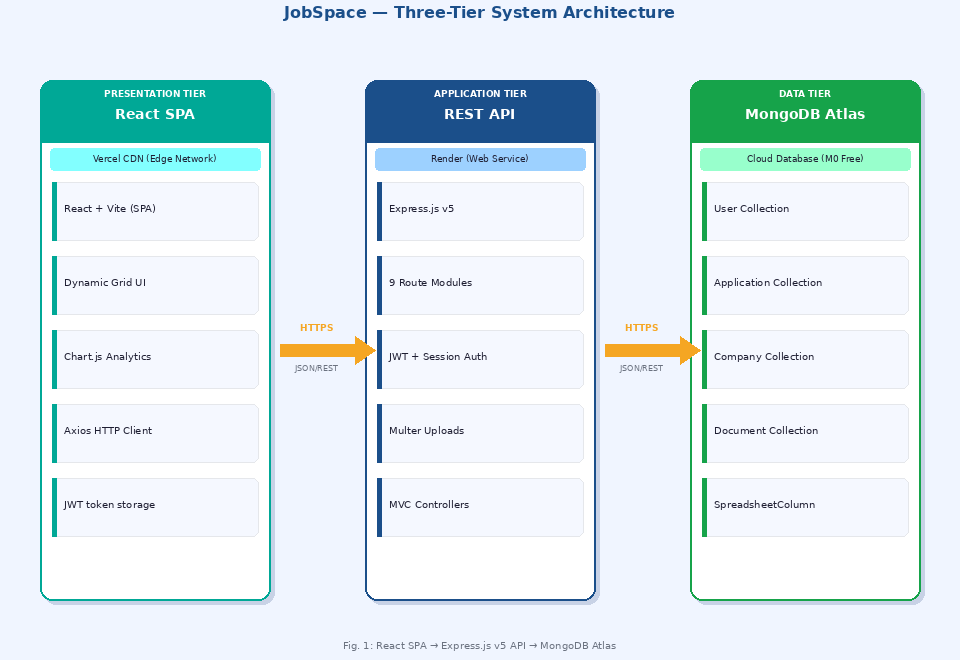 JobSpace — Three-Tier System Architecture
PRESENTATION TIER
React SPA
Vercel CDN (Edge Network)
React + Vite (SPA)
Dynamic Grid UI
Chart.js Analytics
Axios HTTP Client
JWT token storage
HTTPS
JSON/REST
APPLICATION TIER
REST API
Render (Web Service)
Express.js v5
9 Route Modules
JWT + Session Auth
Multer Uploads
MVC Controllers
HTTPS
JSON/REST
DATA TIER
MongoDB Atlas
Cloud Database (M0 Free)
User Collection
Application Collection
Company Collection
Document Collection
SpreadsheetColumn
Fig. 1: React SPA → Express.js v5 API → MongoDB Atlas